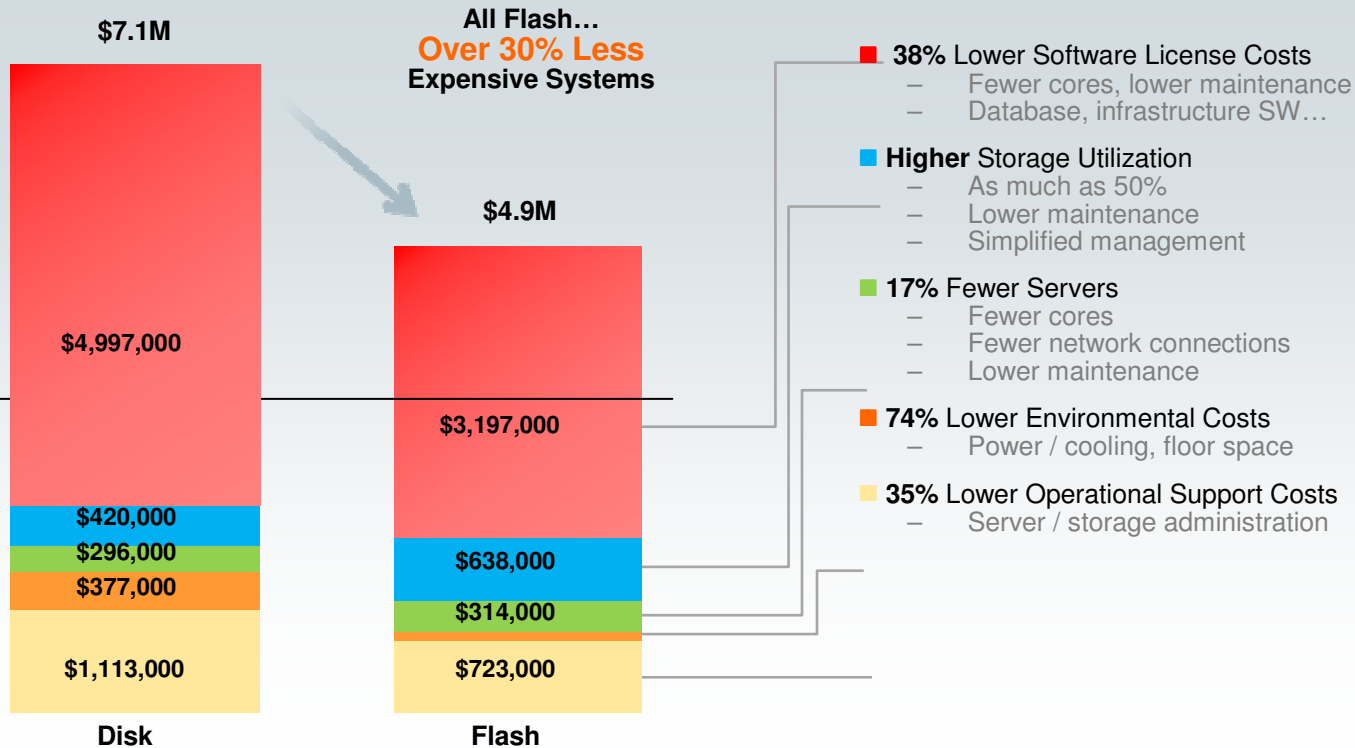 $7.1M
All Flash…
Over 30% Less
Expensive Systems
$4.9M
$4,997,000
$420,000
$296,000
$377,000
$1,113,000
Disk
$3,197,000
$638,000
$314,000
$723,000
Flash
38% Lower Software License Costs
– Fewer cores, lower maintenance
– Database, infrastructure SW…
Higher Storage Utilization
– As much as 50%
– Lower maintenance
– Simplified management
17% Fewer Servers
– Fewer cores
– Fewer network connections
– Lower maintenance
74% Lower Environmental Costs
– Power / cooling, floor space
35% Lower Operational Support Costs
– Server / storage administration